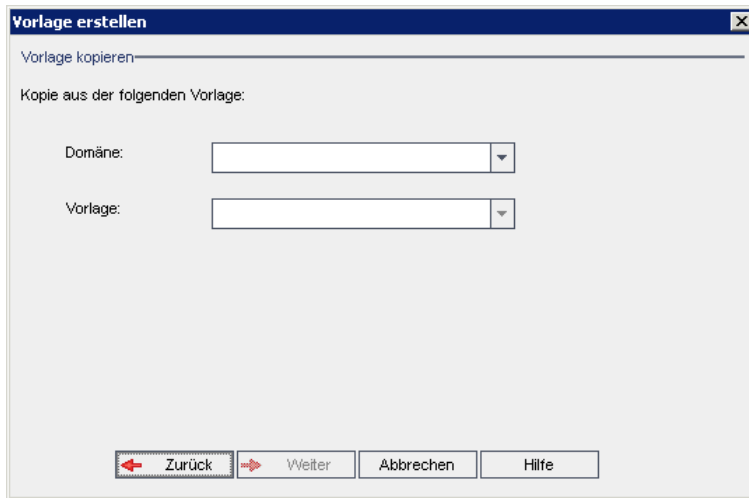 Vorlage erstellen
Vorlage kopieren
Kopie aus der folgenden Vorlage:
Domäne:
Vorlage:
Zurück Weiter Abbrechen Hilfe